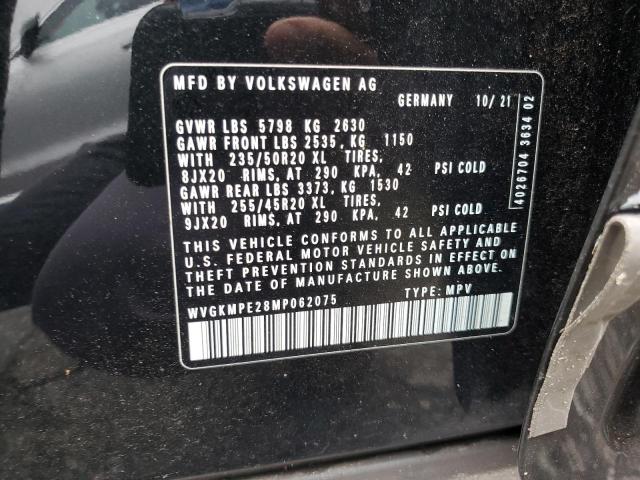 MFD BY VOLKSWAGEN AG
GERMANY 10/21
GVWR LBS 5798 KG 2630
GAWR FRONT LBS 2535, KG 1150
WITH 235/50R20 XL TIRES,
8JX20 RIMS, AT 290 KPA, 42 PSI COLD
GAWR REAR LBS 3373, KG 1530
WITH 255/45R20 XL TIRES,
9JX20 RIMS, AT 290 KPA, 42 PSI COLD
THIS VEHICLE CONFORMS TO ALL APPLICABLE
U.S. FEDERAL MOTOR VEHICLE SAFETY AND
THEFT PREVENTION STANDARDS IN EFFECT ON THE
DATE OF MANUFACTURE SHOWN ABOVE.
WVGKMPE28MP062075 TYPE: MPV
4026704 3634 02